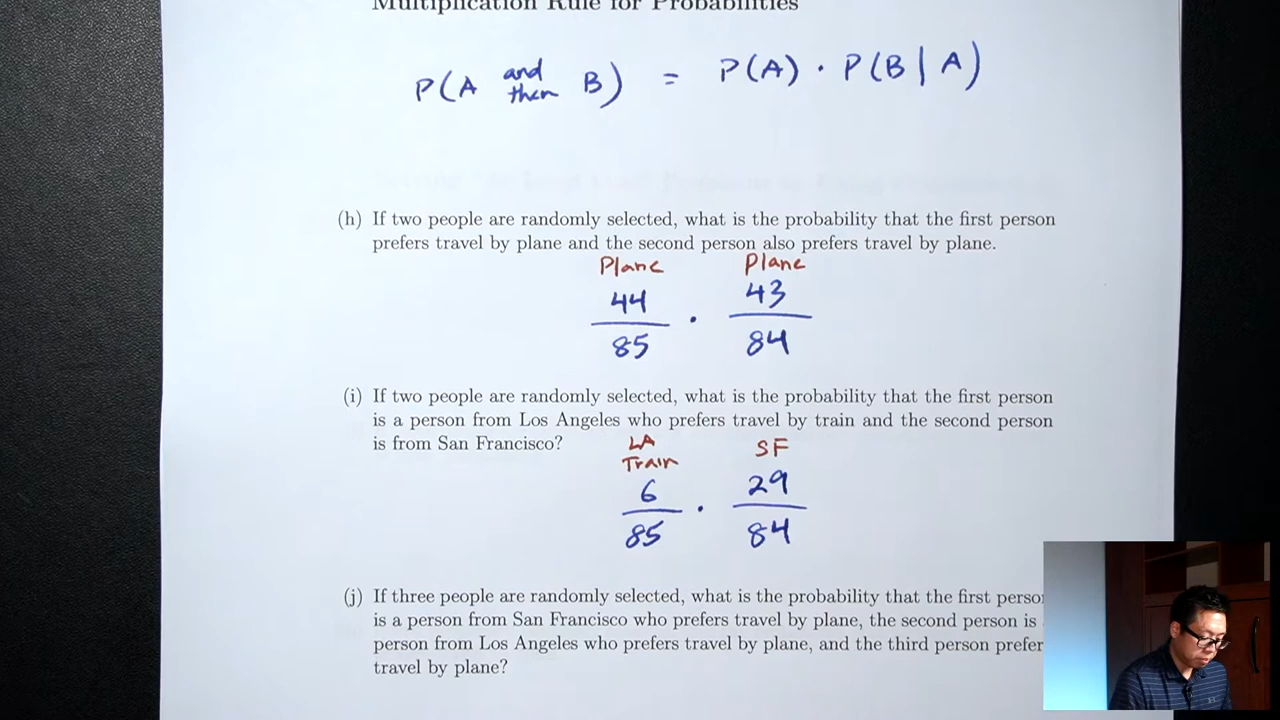 Multiplication Rule for Probabilities
P(A and then B) = P(A) · P(B | A)
(h) If two people are randomly selected, what is the probability that the first person
prefers travel by plane and the second person also prefers travel by plane.
Plane Plane
44/85 · 43/84
(i) If two people are randomly selected, what is the probability that the first person
is a person from Los Angeles who prefers travel by train and the second person
is from San Francisco?
LA Train SF
6/85 · 29/84
(j) If three people are randomly selected, what is the probability that the first perso
is a person from San Francisco who prefers travel by plane, the second person is
person from Los Angeles who prefers travel by plane, and the third person prefer
travel by plane?